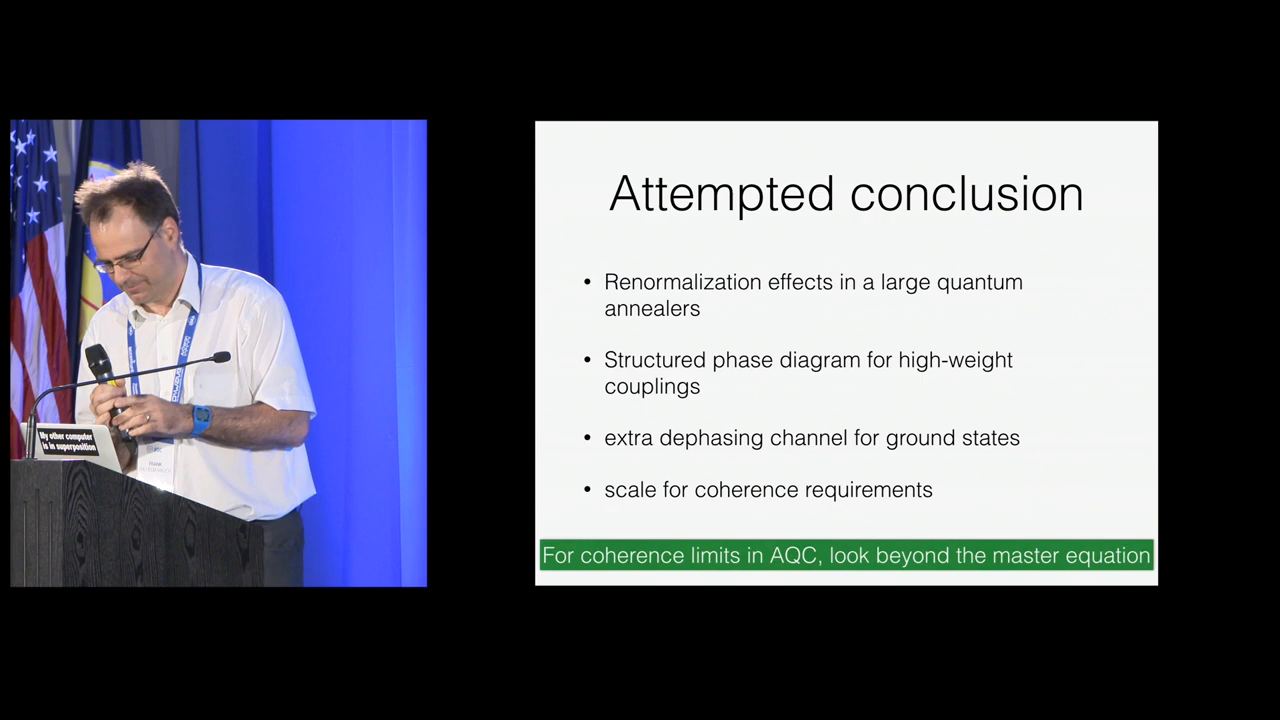 My other computer
is in superposition
Attempted conclusion
• Renormalization effects in a large quantum
annealers
• Structured phase diagram for high-weight
couplings
• extra dephasing channel for ground states
• scale for coherence requirements
For coherence limits in AQC, look beyond the master equation